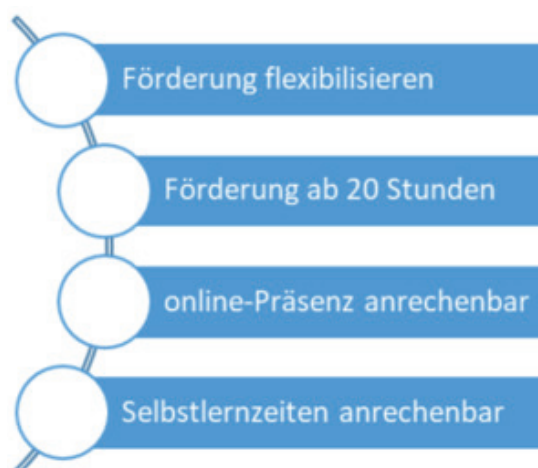 Förderung flexibilisieren
Förderung ab 20 Stunden
online-Präsenz anrechenbar
Selbstlernzeiten anrechenbar